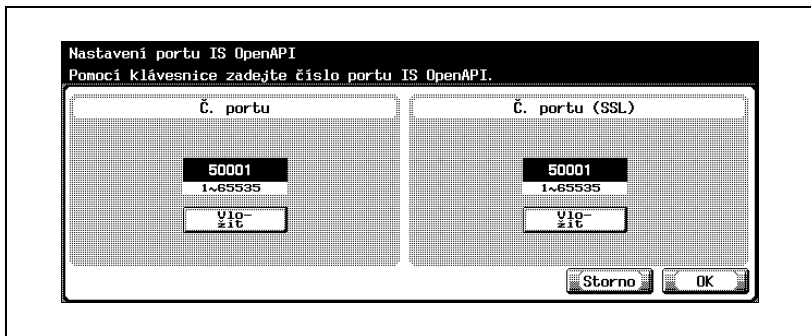 Nastavení portu IS OpenAPI
Pomocí klávesnice zadejte číslo portu IS OpenAPI.
Č. portu
50001
1~65535
Vlo-
žit
Č. portu (SSL)
50001
1~65535
Vlo-
žit
Storno
OK